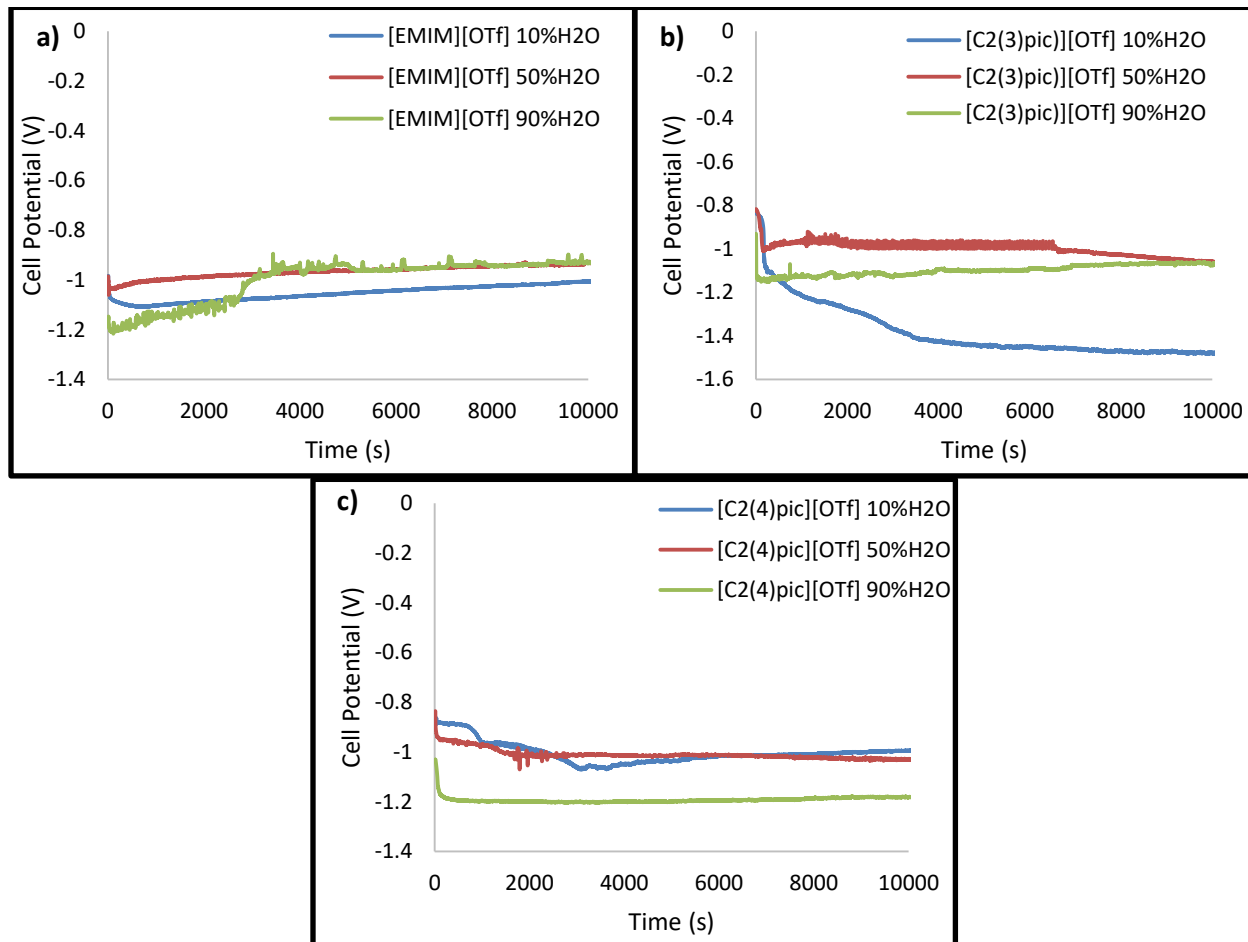 a)
[EMIM][OTf] 10%H2O
[EMIM][OTf] 50%H2O
[EMIM][OTf] 90%H2O
0
-0.2
-0.4
-0.6
-0.8
-1
-1.2
-1.4
Cell Potential (V)
0 2000 4000 6000 8000 10000
Time (s)
b)
[C2(3)pic)][OTf] 10%H2O
[C2(3)pic)][OTf] 50%H2O
[C2(3)pic)][OTf] 90%H2O
0
-0.2
-0.4
-0.6
-0.8
-1
-1.2
-1.4
-1.6
Cell Potential (V)
0 2000 4000 6000 8000 10000
Time (s)
c)
[C2(4)pic][OTf] 10%H2O
[C2(4)pic][OTf] 50%H2O
[C2(4)pic][OTf] 90%H2O
0
-0.2
-0.4
-0.6
-0.8
-1
-1.2
-1.4
Cell Potential (V)
0 2000 4000 6000 8000 10000
Time (s)